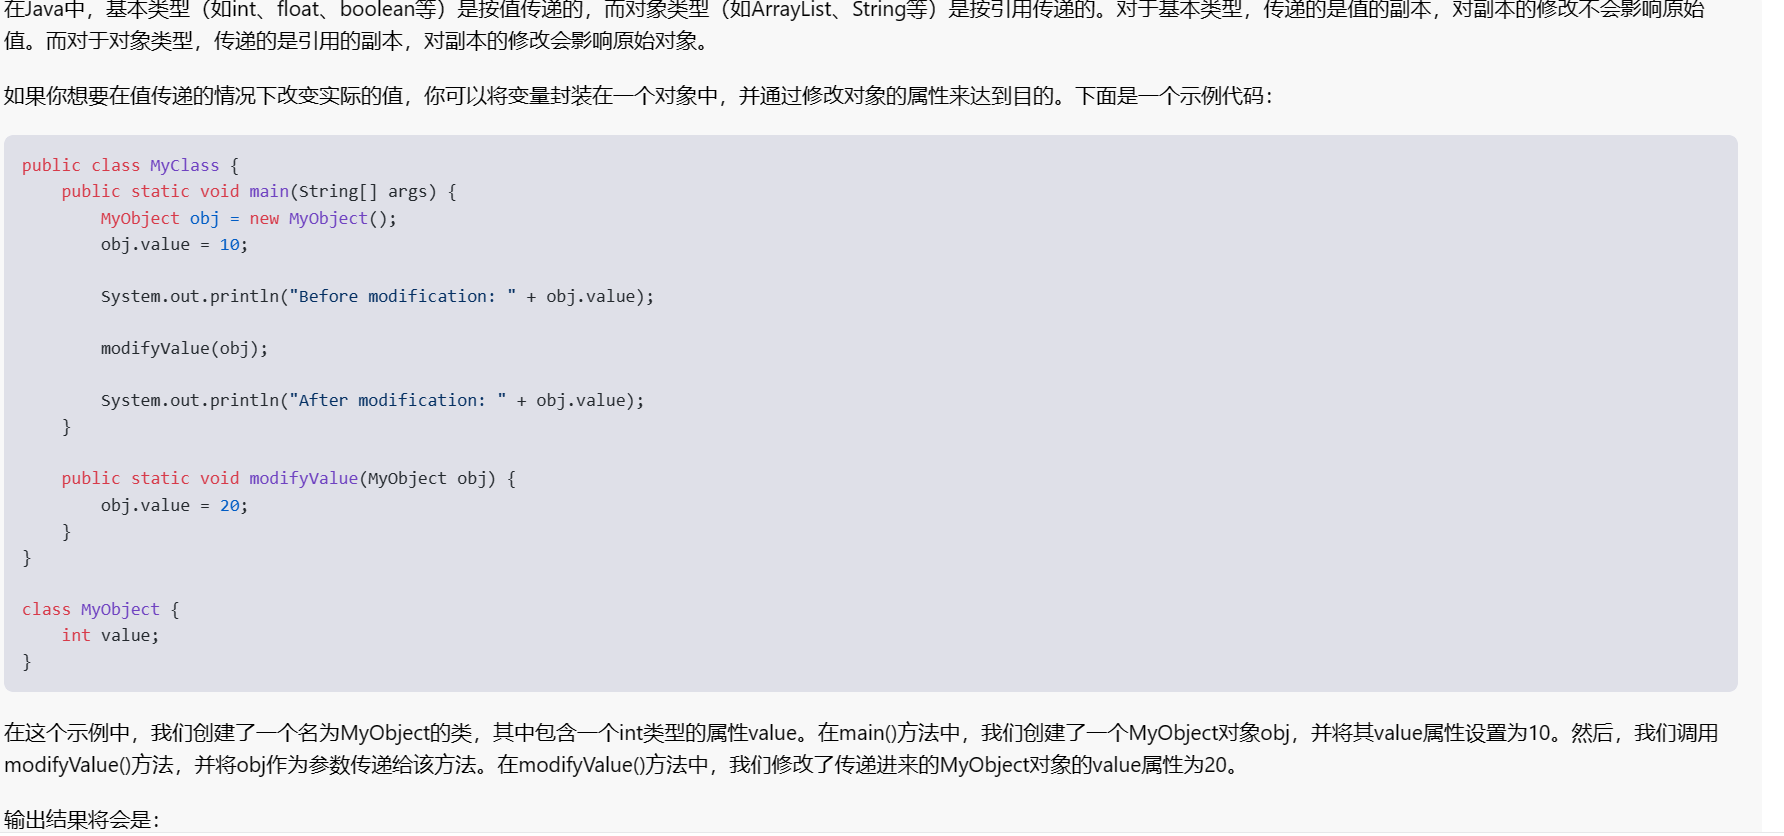 在Java中，基本类型（如int、float、boolean等）是按值传递的，而对象类型（如ArrayList、String等）是按引用传递的。对于基本类型，传递的是值的副本，对副本的修改不会影响原始
值。而对于对象类型，传递的是引用的副本，对副本的修改会影响原始对象。
如果你想要在值传递的情况下改变实际的值，你可以将变量封装在一个对象中，并通过修改对象的属性来达到目的。下面是一个示例代码：
public class MyClass {
    public static void main(String[] args) {
        MyObject obj = new MyObject();
        obj.value = 10;
        System.out.println("Before modification: " + obj.value);
        modifyValue(obj);
        System.out.println("After modification: " + obj.value);
    }
    public static void modifyValue(MyObject obj) {
        obj.value = 20;
    }
}
class MyObject {
    int value;
}
在这个示例中，我们创建了一个名为MyObject的类，其中包含一个int类型的属性value。在main()方法中，我们创建了一个MyObject对象obj，并将其value属性设置为10。然后，我们调用
modifyValue()方法，并将obj作为参数传递给该方法。在modifyValue()方法中，我们修改了传递进来的MyObject对象的value属性为20。
输出结果将会是：